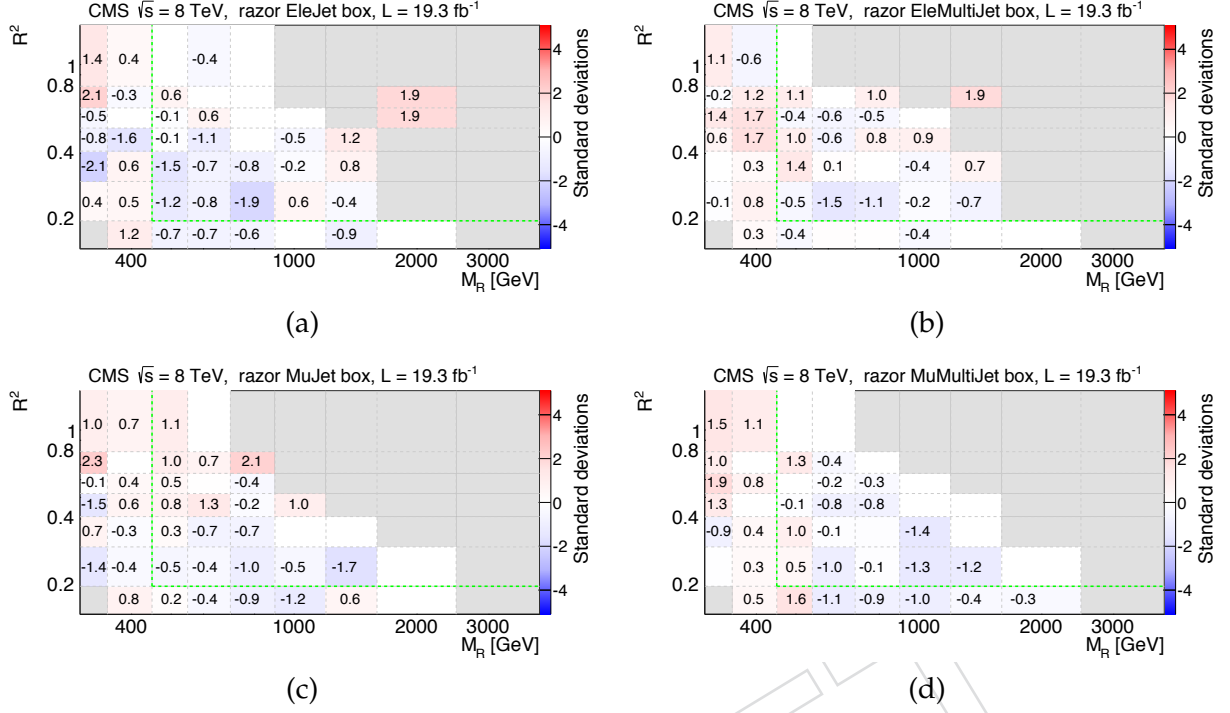 CMS √s = 8 TeV, razor EleJet box, L = 19.3 fb⁻¹
R²
1
0.8
0.4
0.2
1.4 0.4 -0.4
2.1 -0.3 0.6 1.9
-0.5 -0.1 0.6 1.9
-0.8 -1.6 -0.1 -1.1 -0.5 1.2
-2.1 0.6 -1.5 -0.7 -0.8 -0.2 0.8
0.4 0.5 -1.2 -0.8 -1.9 0.6 -0.4
1.2 -0.7 -0.7 -0.6 -0.9
400 1000 2000 3000
M_R [GeV]
4
2
0
-2
-4
Standard deviations
(a)
CMS √s = 8 TeV, razor EleMultiJet box, L = 19.3 fb⁻¹
R²
1
0.8
0.4
0.2
1.1 -0.6
-0.2 1.2 1.1 1.0 1.9
1.4 1.7 -0.4 -0.6 -0.5
0.6 1.7 1.0 -0.6 0.8 0.9
0.3 1.4 0.1 -0.4 0.7
-0.1 0.8 -0.5 -1.5 -1.1 -0.2 -0.7
0.3 -0.4 -0.4
400 1000 2000 3000
M_R [GeV]
4
2
0
-2
-4
Standard deviations
(b)
CMS √s = 8 TeV, razor MuJet box, L = 19.3 fb⁻¹
R²
1
0.8
0.4
0.2
1.0 0.7 1.1
2.3 1.0 0.7 2.1
-0.1 0.4 0.5 -0.4
-1.5 0.6 0.8 1.3 -0.2 1.0
0.7 -0.3 0.3 -0.7 -0.7
-1.4 -0.4 -0.5 -0.4 -1.0 -0.5 -1.7
0.8 0.2 -0.4 -0.9 -1.2 0.6
400 1000 2000 3000
M_R [GeV]
4
2
0
-2
-4
Standard deviations
(c)
CMS √s = 8 TeV, razor MuMultiJet box, L = 19.3 fb⁻¹
R²
1
0.8
0.4
0.2
1.5 1.1
1.0 1.3 -0.4
1.9 0.8 -0.2 -0.3
1.3 -0.1 -0.8 -0.8
-0.9 0.4 1.0 -0.1 -1.4
0.3 0.5 -1.0 -0.1 -1.3 -1.2
0.5 1.6 -1.1 -0.9 -1.0 -0.4 -0.3
400 1000 2000 3000
M_R [GeV]
4
2
0
-2
-4
Standard deviations
(d)